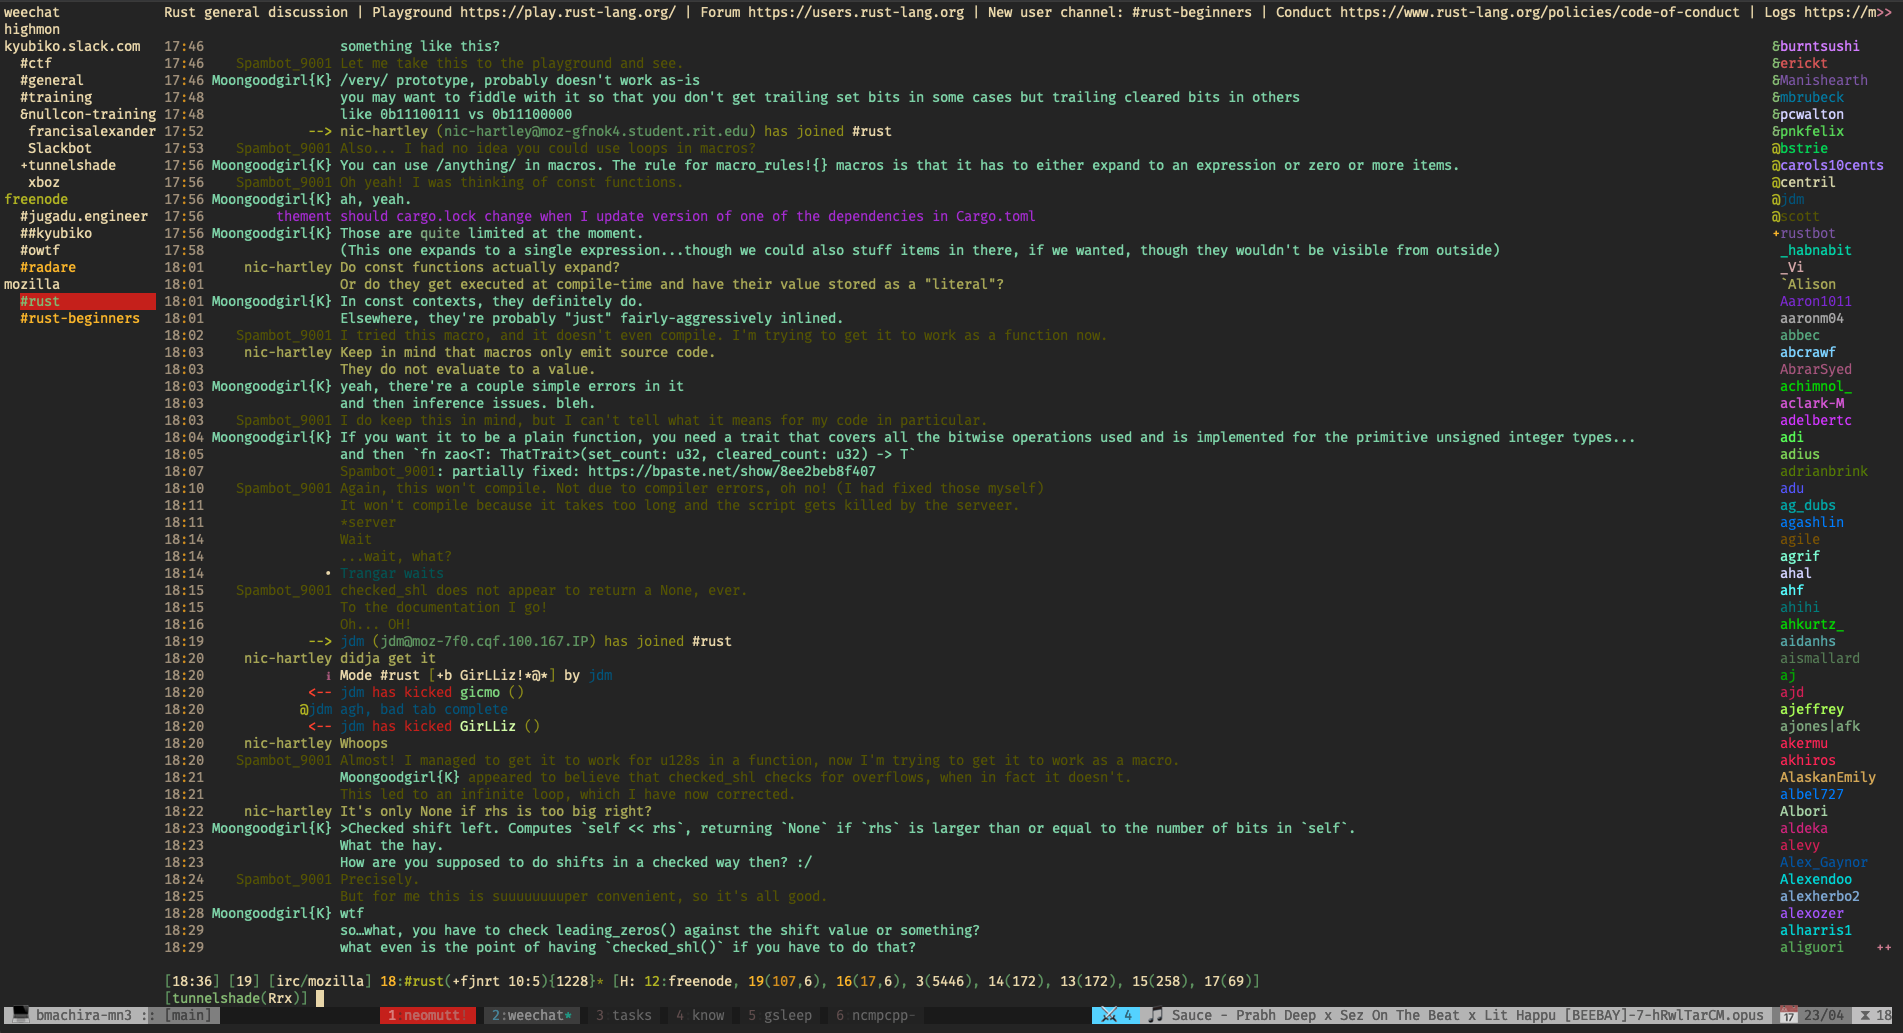 weechat
highmon
kyubiko.slack.com
#ctf
#general
#training
&nullcon-training
francisalexander
Slackbot
+tunnelshade
xboz
freenode
#jugadu.engineer
##kyubiko
#owtf
#radare
mozilla
#rust
#rust-beginners
Rust general discussion | Playground https://play.rust-lang.org/ | Forum https://users.rust-lang.org | New user channel: #rust-beginners | Conduct https://www.rust-lang.org/policies/code-of-conduct | Logs https://m>>
17:46 something like this?
17:46 Spambot_9001 Let me take this to the playground and see.
17:46 Moongoodgirl{K} /very/ prototype, probably doesn't work as-is
17:48 you may want to fiddle with it so that you don't get trailing set bits in some cases but trailing cleared bits in others
17:48 like 0b11100111 vs 0b11100000
17:52 --> nic-hartley (nic-hartley@moz-gfnok4.student.rit.edu) has joined #rust
17:53 Spambot_9001 Also... I had no idea you could use loops in macros?
17:56 Moongoodgirl{K} You can use /anything/ in macros. The rule for macro_rules!{} macros is that it has to either expand to an expression or zero or more items.
17:56 Spambot_9001 Oh yeah! I was thinking of const functions.
17:56 Moongoodgirl{K} ah, yeah.
17:56 thement should cargo.lock change when I update version of one of the dependencies in Cargo.toml
17:56 Moongoodgirl{K} Those are quite limited at the moment.
17:58 (This one expands to a single expression...though we could also stuff items in there, if we wanted, though they wouldn't be visible from outside)
18:01 nic-hartley Do const functions actually expand?
18:01 Or do they get executed at compile-time and have their value stored as a "literal"?
18:01 Moongoodgirl{K} In const contexts, they definitely do.
18:01 Elsewhere, they're probably "just" fairly-aggressively inlined.
18:02 Spambot_9001 I tried this macro, and it doesn't even compile. I'm trying to get it to work as a function now.
18:03 nic-hartley Keep in mind that macros only emit source code.
18:03 They do not evaluate to a value.
18:03 Moongoodgirl{K} yeah, there're a couple simple errors in it
18:03 and then inference issues. bleh.
18:03 Spambot_9001 I do keep this in mind, but I can't tell what it means for my code in particular.
18:04 Moongoodgirl{K} If you want it to be a plain function, you need a trait that covers all the bitwise operations used and is implemented for the primitive unsigned integer types...
18:05 and then `fn zao<T: ThatTrait>(set_count: u32, cleared_count: u32) -> T`
18:07 Spambot_9001: partially fixed: https://bpaste.net/show/8ee2beb8f407
18:10 Spambot_9001 Again, this won't compile. Not due to compiler errors, oh no! (I had fixed those myself)
18:11 It won't compile because it takes too long and the script gets killed by the serveer.
18:11 *server
18:14 Wait
18:14 ...wait, what?
18:14 • Trangar waits
18:15 Spambot_9001 checked_shl does not appear to return a None, ever.
18:15 To the documentation I go!
18:16 Oh... OH!
18:19 --> jdm (jdm@moz-7f0.cqf.100.167.IP) has joined #rust
18:20 nic-hartley didja get it
18:20 ℹ Mode #rust [+b GirLLiz!*@*] by jdm
18:20 <-- jdm has kicked gicmo ()
18:20 @jdm agh, bad tab complete
18:20 <-- jdm has kicked GirLLiz ()
18:20 nic-hartley Whoops
18:20 Spambot_9001 Almost! I managed to get it to work for u128s in a function, now I'm trying to get it to work as a macro.
18:21 Moongoodgirl{K} appeared to believe that checked_shl checks for overflows, when in fact it doesn't.
18:21 This led to an infinite loop, which I have now corrected.
18:22 nic-hartley It's only None if rhs is too big right?
18:23 Moongoodgirl{K} >Checked shift left. Computes `self << rhs`, returning `None` if `rhs` is larger than or equal to the number of bits in `self`.
18:23 What the hay.
18:23 How are you supposed to do shifts in a checked way then? :/
18:24 Spambot_9001 Precisely.
18:25 But for me this is suuuuuuuuper convenient, so it's all good.
18:28 Moongoodgirl{K} wtf
18:29 so…what, you have to check leading_zeros() against the shift value or something?
18:29 what even is the point of having `checked_shl()` if you have to do that?
&burntsushi
&erickt
&Manishearth
&mbrubeck
&pcwalton
&pnkfelix
@bstrie
@carols10cents
@centril
@jdm
@scott
+rustbot
_habnabit
_Vi
`Alison
Aaron1011
aaronm04
abbec
abcrawf
AbrarSyed
achimnol_
aclark-M
adelbertc
adi
adius
adrianbrink
adu
ag_dubs
agashlin
agile
agrif
ahal
ahf
ahihi
ahkurtz_
aidanhs
aismallard
aj
ajd
ajeffrey
ajones|afk
akermu
akhiros
AlaskanEmily
albel727
Albori
aldeka
alevy
Alex_Gaynor
Alexendoo
alexherbo2
alexozer
alharris1
aliguori ++
[18:36] [19] [irc/mozilla] 18:#rust(+fjnrt 10:5){1228}* [H: 12:freenode, 19(107,6), 16(17,6), 3(5446), 14(172), 13(172), 15(258), 17(69)]
[tunnelshade(Rrx)]
bmachira-mn3 :: [main] 1:neomutt! 2:weechat* 3 tasks 4 know 5 gsleep 6 ncmpcpp- 4 Sauce - Prabh Deep x Sez On The Beat x Lit Happu [BEEBAY]-7-hRwlTarCM.opus 17 23/04 18